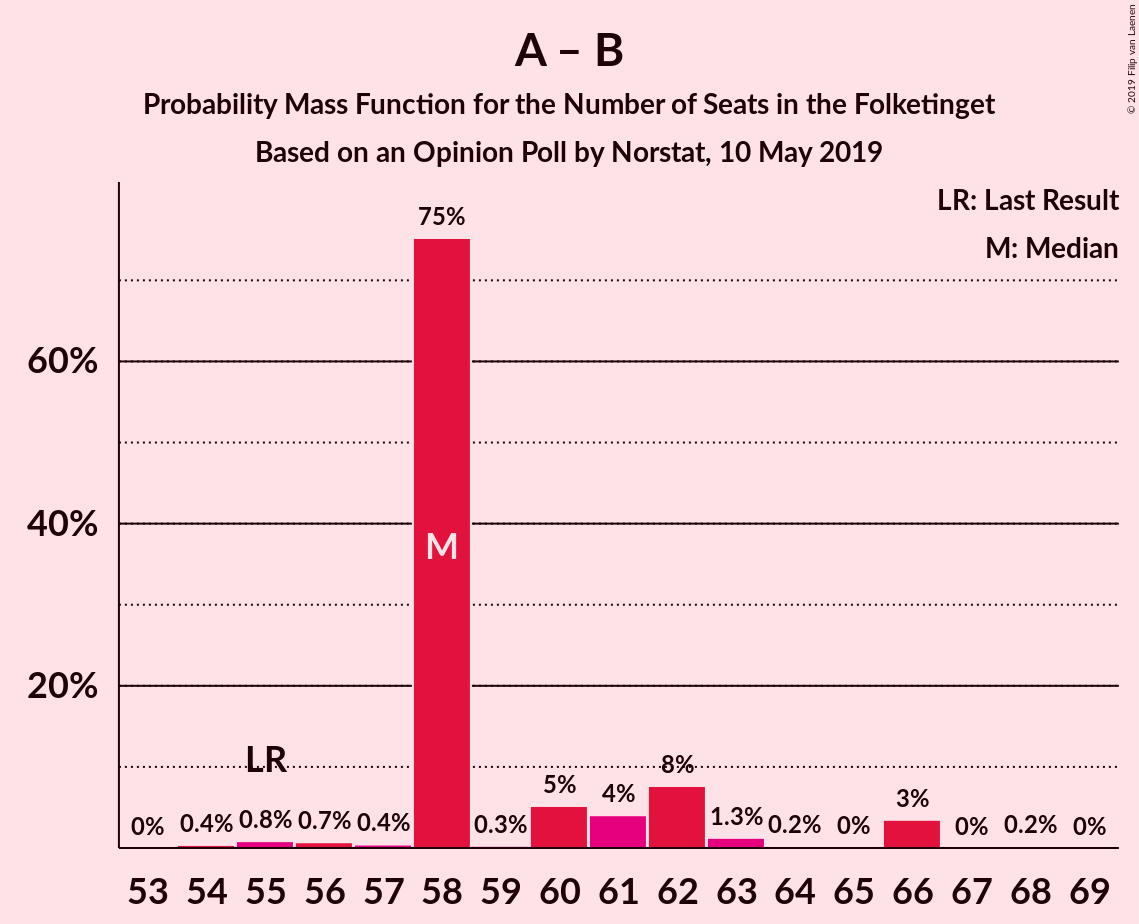 A – B
Probability Mass Function for the Number of Seats in the Folketinget
Based on an Opinion Poll by Norstat, 10 May 2019
© 2019 Filip van Laenen
LR: Last Result
M: Median
60%
40%
20%
0%
0.4%
LR
0.8%
0.7%
0.4%
75%
M
0.3%
5%
4%
8%
1.3%
0.2%
0%
3%
0%
0.2%
0%
53 54 55 56 57 58 59 60 61 62 63 64 65 66 67 68 69